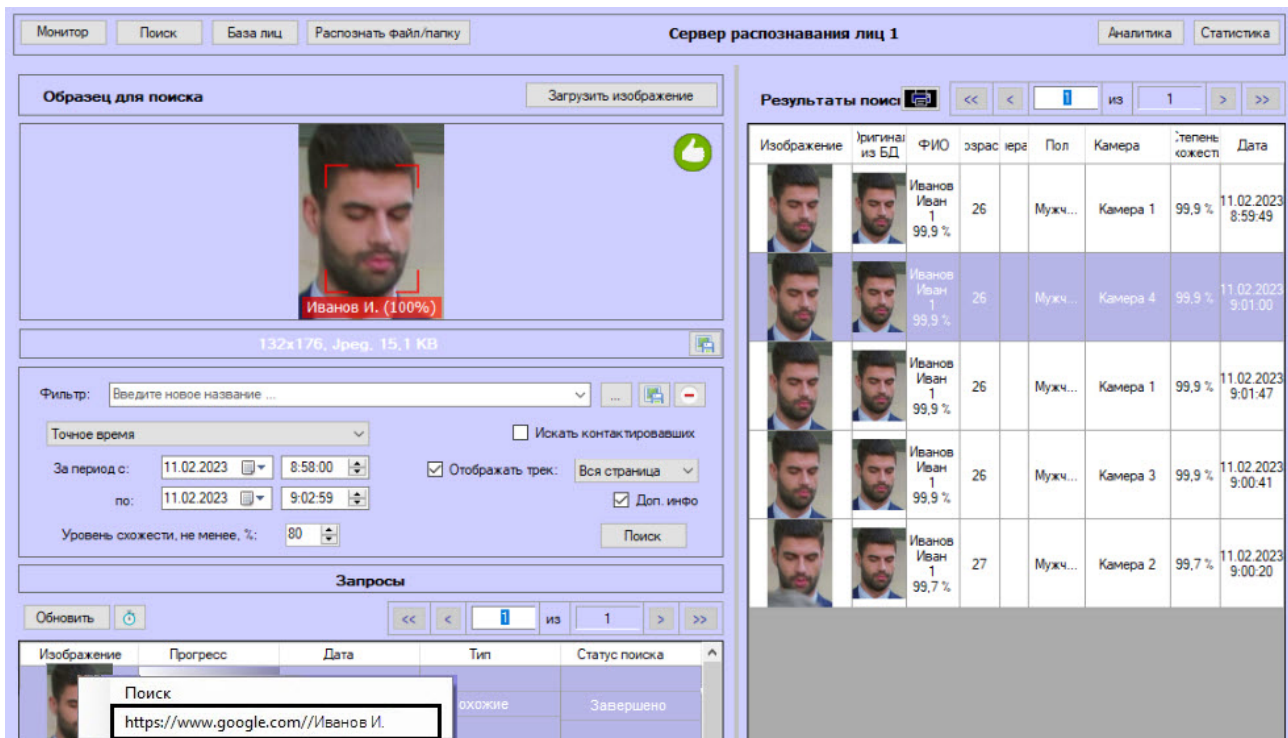 Монитор Поиск База лиц Распознать файл/папку Сервер распознавания лиц 1 Аналитика Статистика
Образец для поиска Загрузить изображение
Иванов И. (100%)
132x176, Jpeg, 15,1 KB
Фильтр: Введите новое название ... ...
Точное время Искать контактировавших
За период с: 11.02.2023 8:58:00 Отображать трек: Вся страница
по: 11.02.2023 9:02:59 Доп. инфо
Уровень схожести, не менее, %: 80 Поиск
Запросы
Обновить << < 1 из 1 > >>
Изображение Прогресс Дата Тип Статус поиска
охожие Завершено
Поиск
https://www.google.com//Иванов И.
Результаты << < 1 из 1 > >>
Изображение из БД ФИО Пол Камера Дата
Иванов
Иван
1
99,9 %
26 Мужч... Камера 1 99,9 % 11.02.2023
8:59:49
Иванов
Иван
1
99,9 %
26 Мужч... Камера 4 99,9 % 11.02.2023
9:01:00
Иванов
Иван
1
99,9 %
26 Мужч... Камера 1 99,9 % 11.02.2023
9:01:47
Иванов
Иван
1
99,9 %
26 Мужч... Камера 3 99,9 % 11.02.2023
9:00:41
Иванов
Иван
1
99,7 %
27 Мужч... Камера 2 99,7 % 11.02.2023
9:00:20